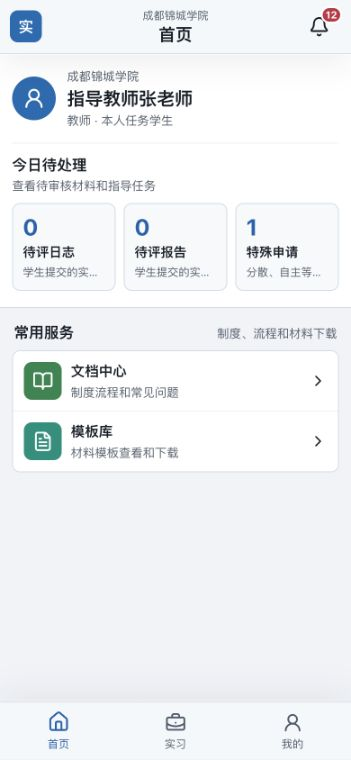 实
成都锦城学院
首页
12
成都锦城学院
指导教师张老师
教师 · 本人任务学生
今日待处理
查看待审核材料和指导任务
0
待评日志
学生提交的实...
0
待评报告
学生提交的实...
1
特殊申请
分散、自主等...
常用服务
制度、流程和材料下载
文档中心
制度流程和常见问题
模板库
材料模板查看和下载
首页
实习
我的